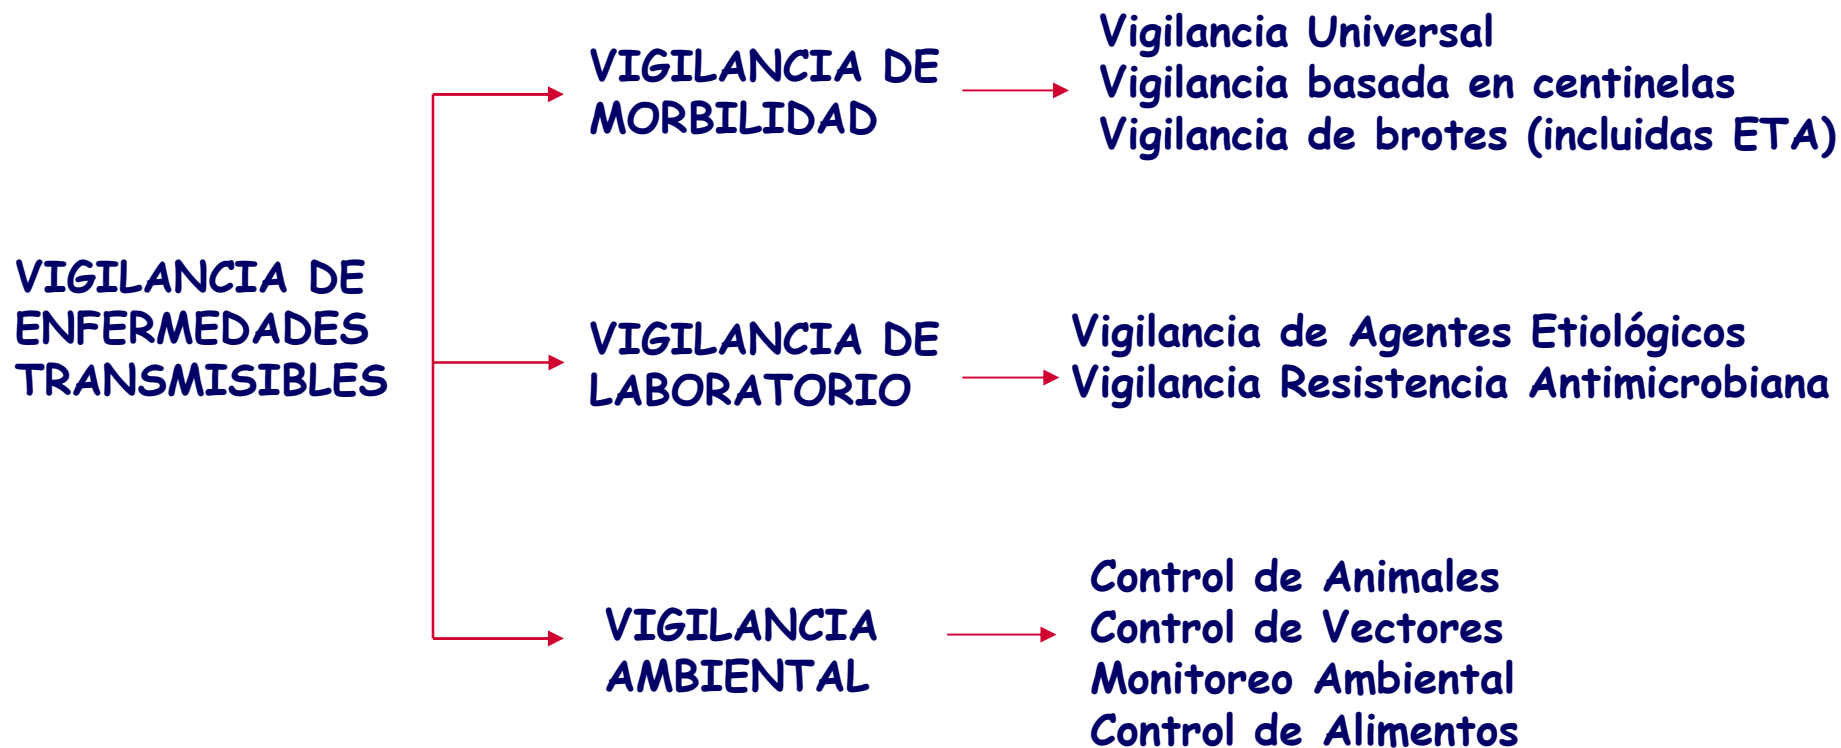 VIGILANCIA DE
ENFERMEDADES
TRANSMISIBLES
VIGILANCIA DE
MORBILIDAD
Vigilancia Universal
Vigilancia basada en centinelas
Vigilancia de brotes (incluidas ETA)
VIGILANCIA DE
LABORATORIO
Vigilancia de Agentes Etiológicos
Vigilancia Resistencia Antimicrobiana
VIGILANCIA
AMBIENTAL
Control de Animales
Control de Vectores
Monitoreo Ambiental
Control de Alimentos